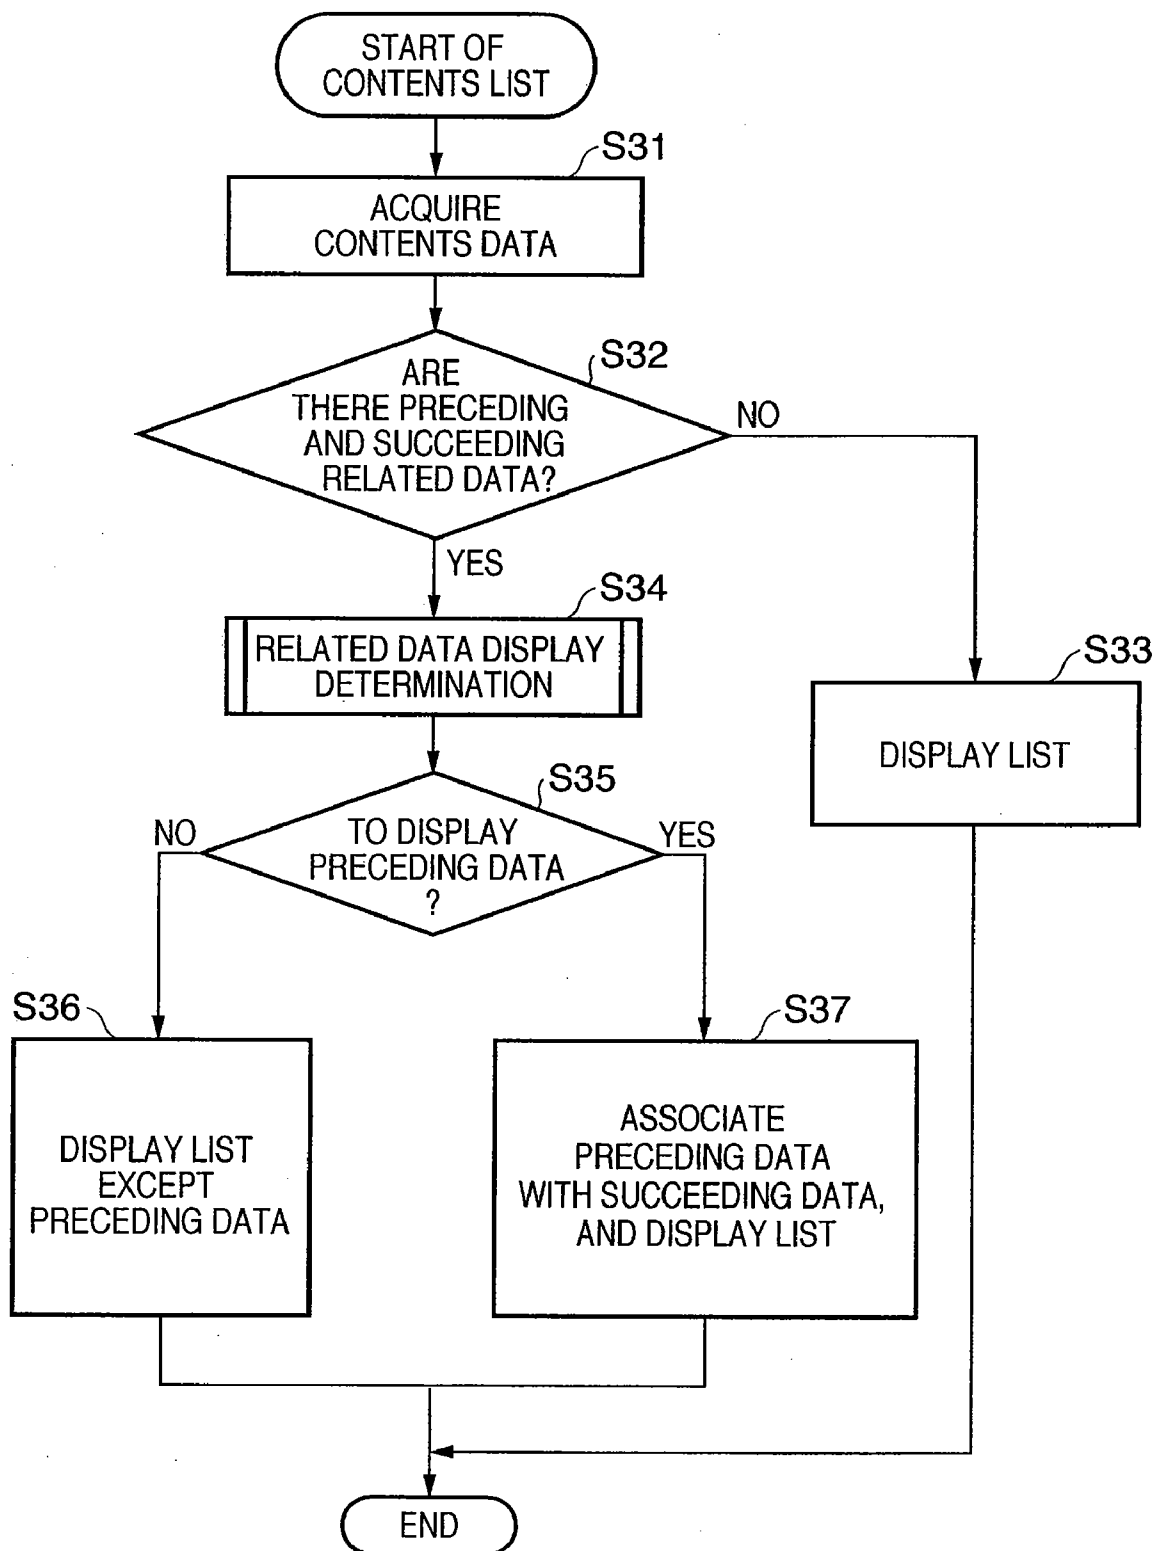 START OF
CONTENTS LIST
S31
ACQUIRE
CONTENTS DATA
S32
ARE
THERE PRECEDING
AND SUCCEEDING
RELATED DATA?
NO
YES
S34
RELATED DATA DISPLAY
DETERMINATION
S33
DISPLAY LIST
S35
TO DISPLAY
PRECEDING DATA
?
NO
YES
S36
DISPLAY LIST
EXCEPT
PRECEDING DATA
S37
ASSOCIATE
PRECEDING DATA
WITH SUCCEEDING DATA,
AND DISPLAY LIST
END